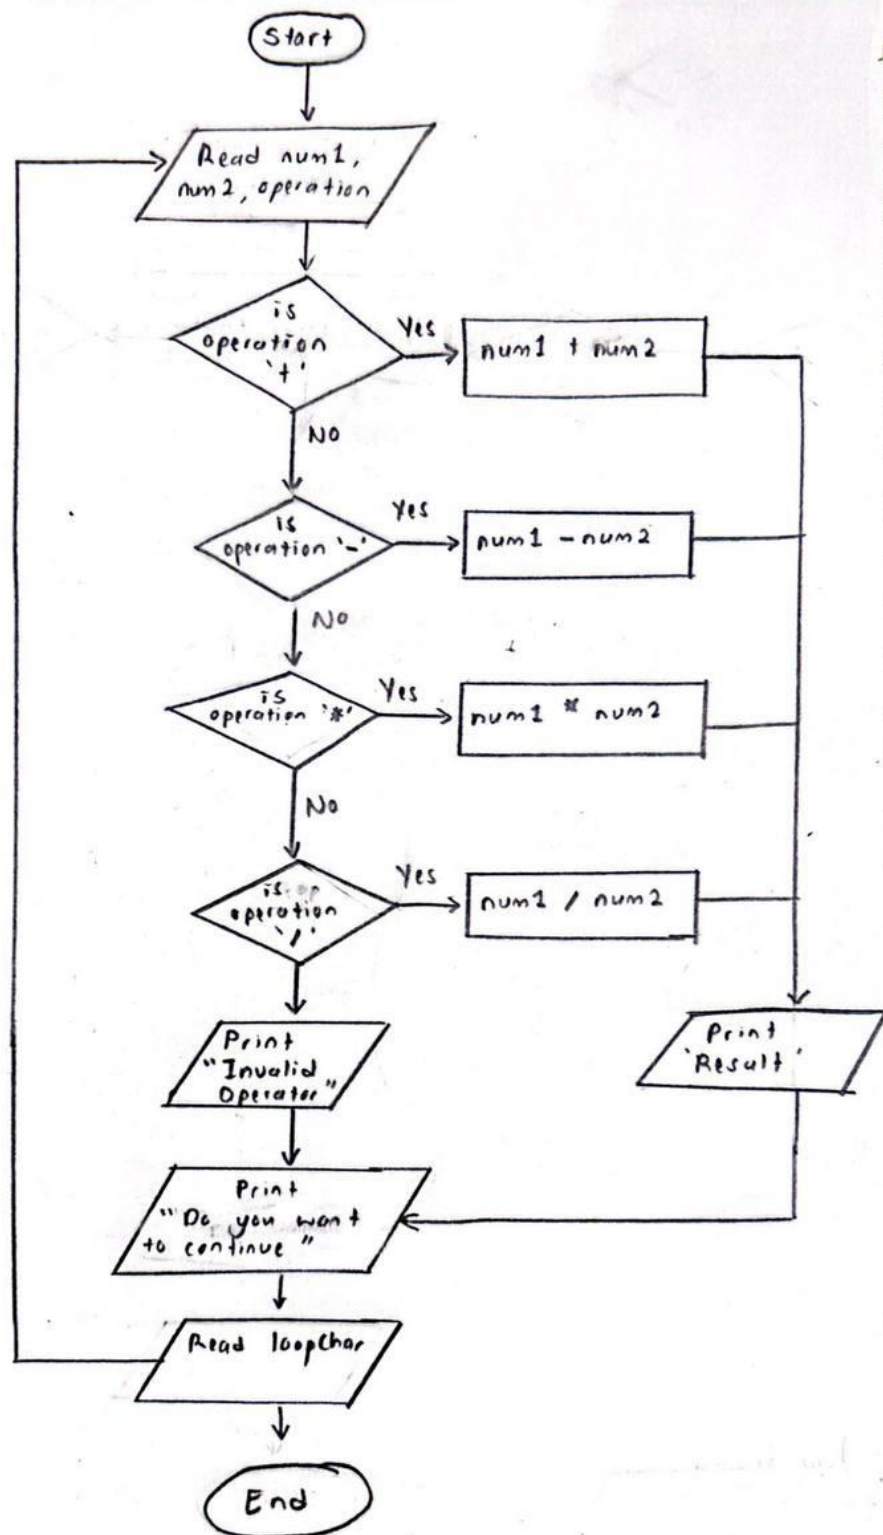 Start
Read num1,
num2, operation
is
operation
'+'
Yes
num1 + num2
NO
is
operation '-'
Yes
num1 - num2
NO
is
operation '*'
Yes
num1 * num2
NO
is
operation
'/'
Yes
num1 / num2
Print
"Invalid
Operator"
Print
'Result'
Print
"Do you want
to continue"
Read loopChar
End